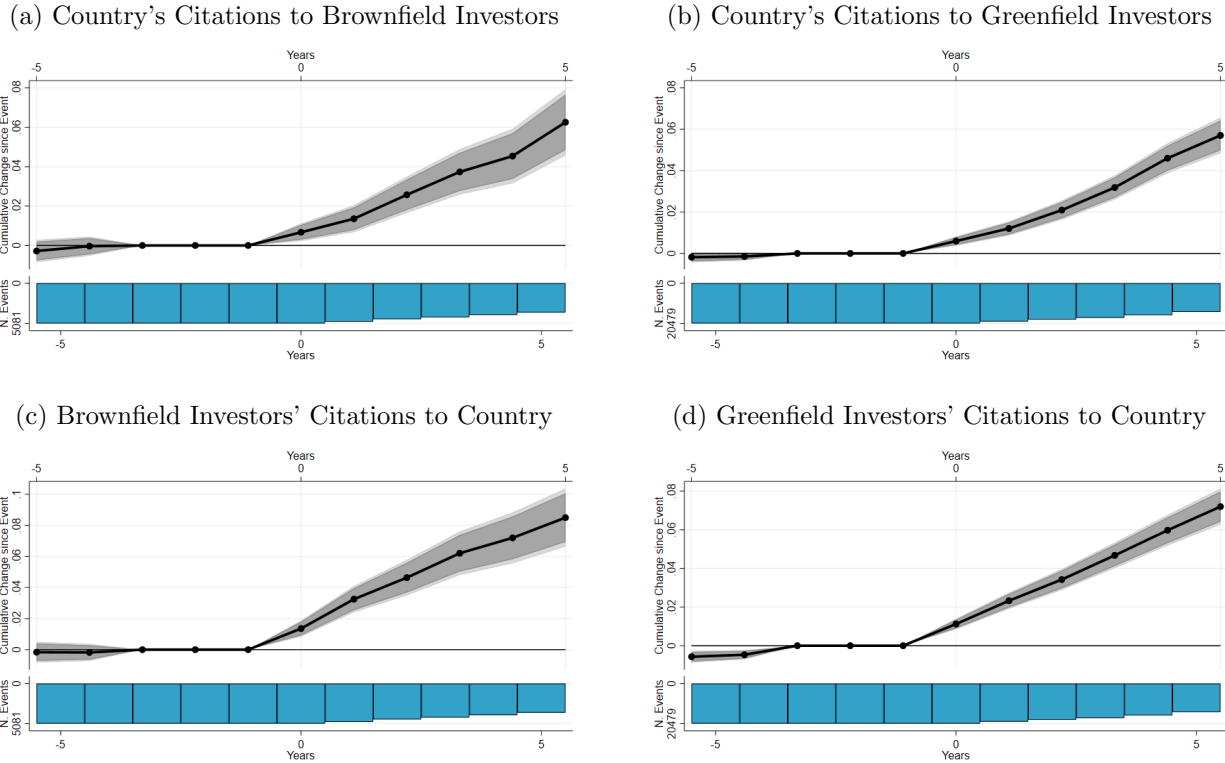 (a) Country's Citations to Brownfield Investors
Years
-5 0 5
Cumulative Change since Event
0 .02 .04 .06 .08
N. Events
5081 0
-5 0 5
Years
(b) Country's Citations to Greenfield Investors
Years
-5 0 5
Cumulative Change since Event
0 .02 .04 .06 .08
N. Events
20479 0
-5 0 5
Years
(c) Brownfield Investors' Citations to Country
Years
-5 0 5
Cumulative Change since Event
0 .02 .04 .06 .08 .1
N. Events
5081 0
-5 0 5
Years
(d) Greenfield Investors' Citations to Country
Years
-5 0 5
Cumulative Change since Event
0 .02 .04 .06 .08
N. Events
20479 0
-5 0 5
Years